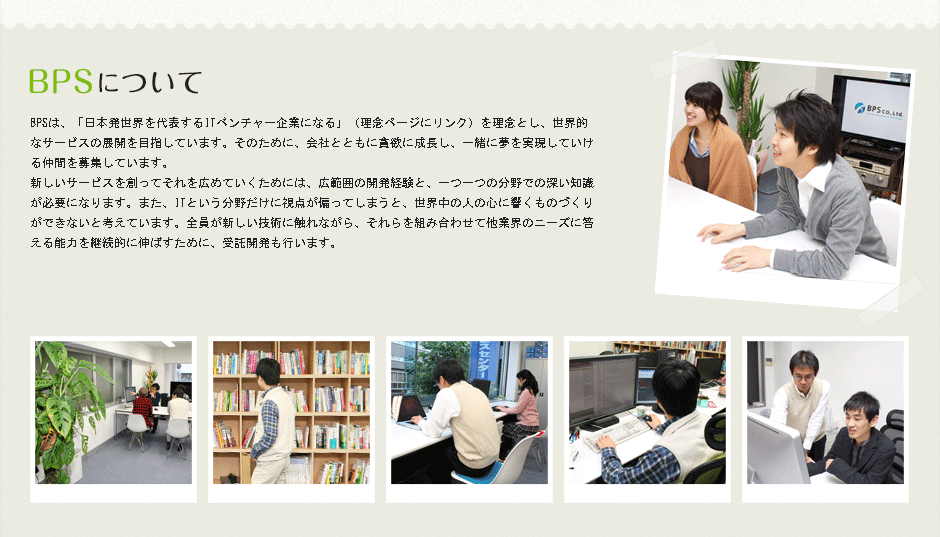 BPSについて
BPSは、「日本発世界を代表するITベンチャー企業になる」（理念ページにリンク）を理念とし、世界的
なサービスの展開を目指しています。そのために、会社とともに貪欲に成長し、一緒に夢を実現していけ
る仲間を募集しています。
新しいサービスを創ってそれを広めていくためには、広範囲の開発経験と、一つ一つの分野での深い知識
が必要になります。また、ITという分野だけに視点が偏ってしまうと、世界中の人の心に響くものづくり
ができないと考えています。全員が新しい技術に触れながら、それらを組み合わせて他業界のニーズに答
える能力を継続的に伸ばすために、受託開発も行います。
BPS CO., Ltd.
スセンター